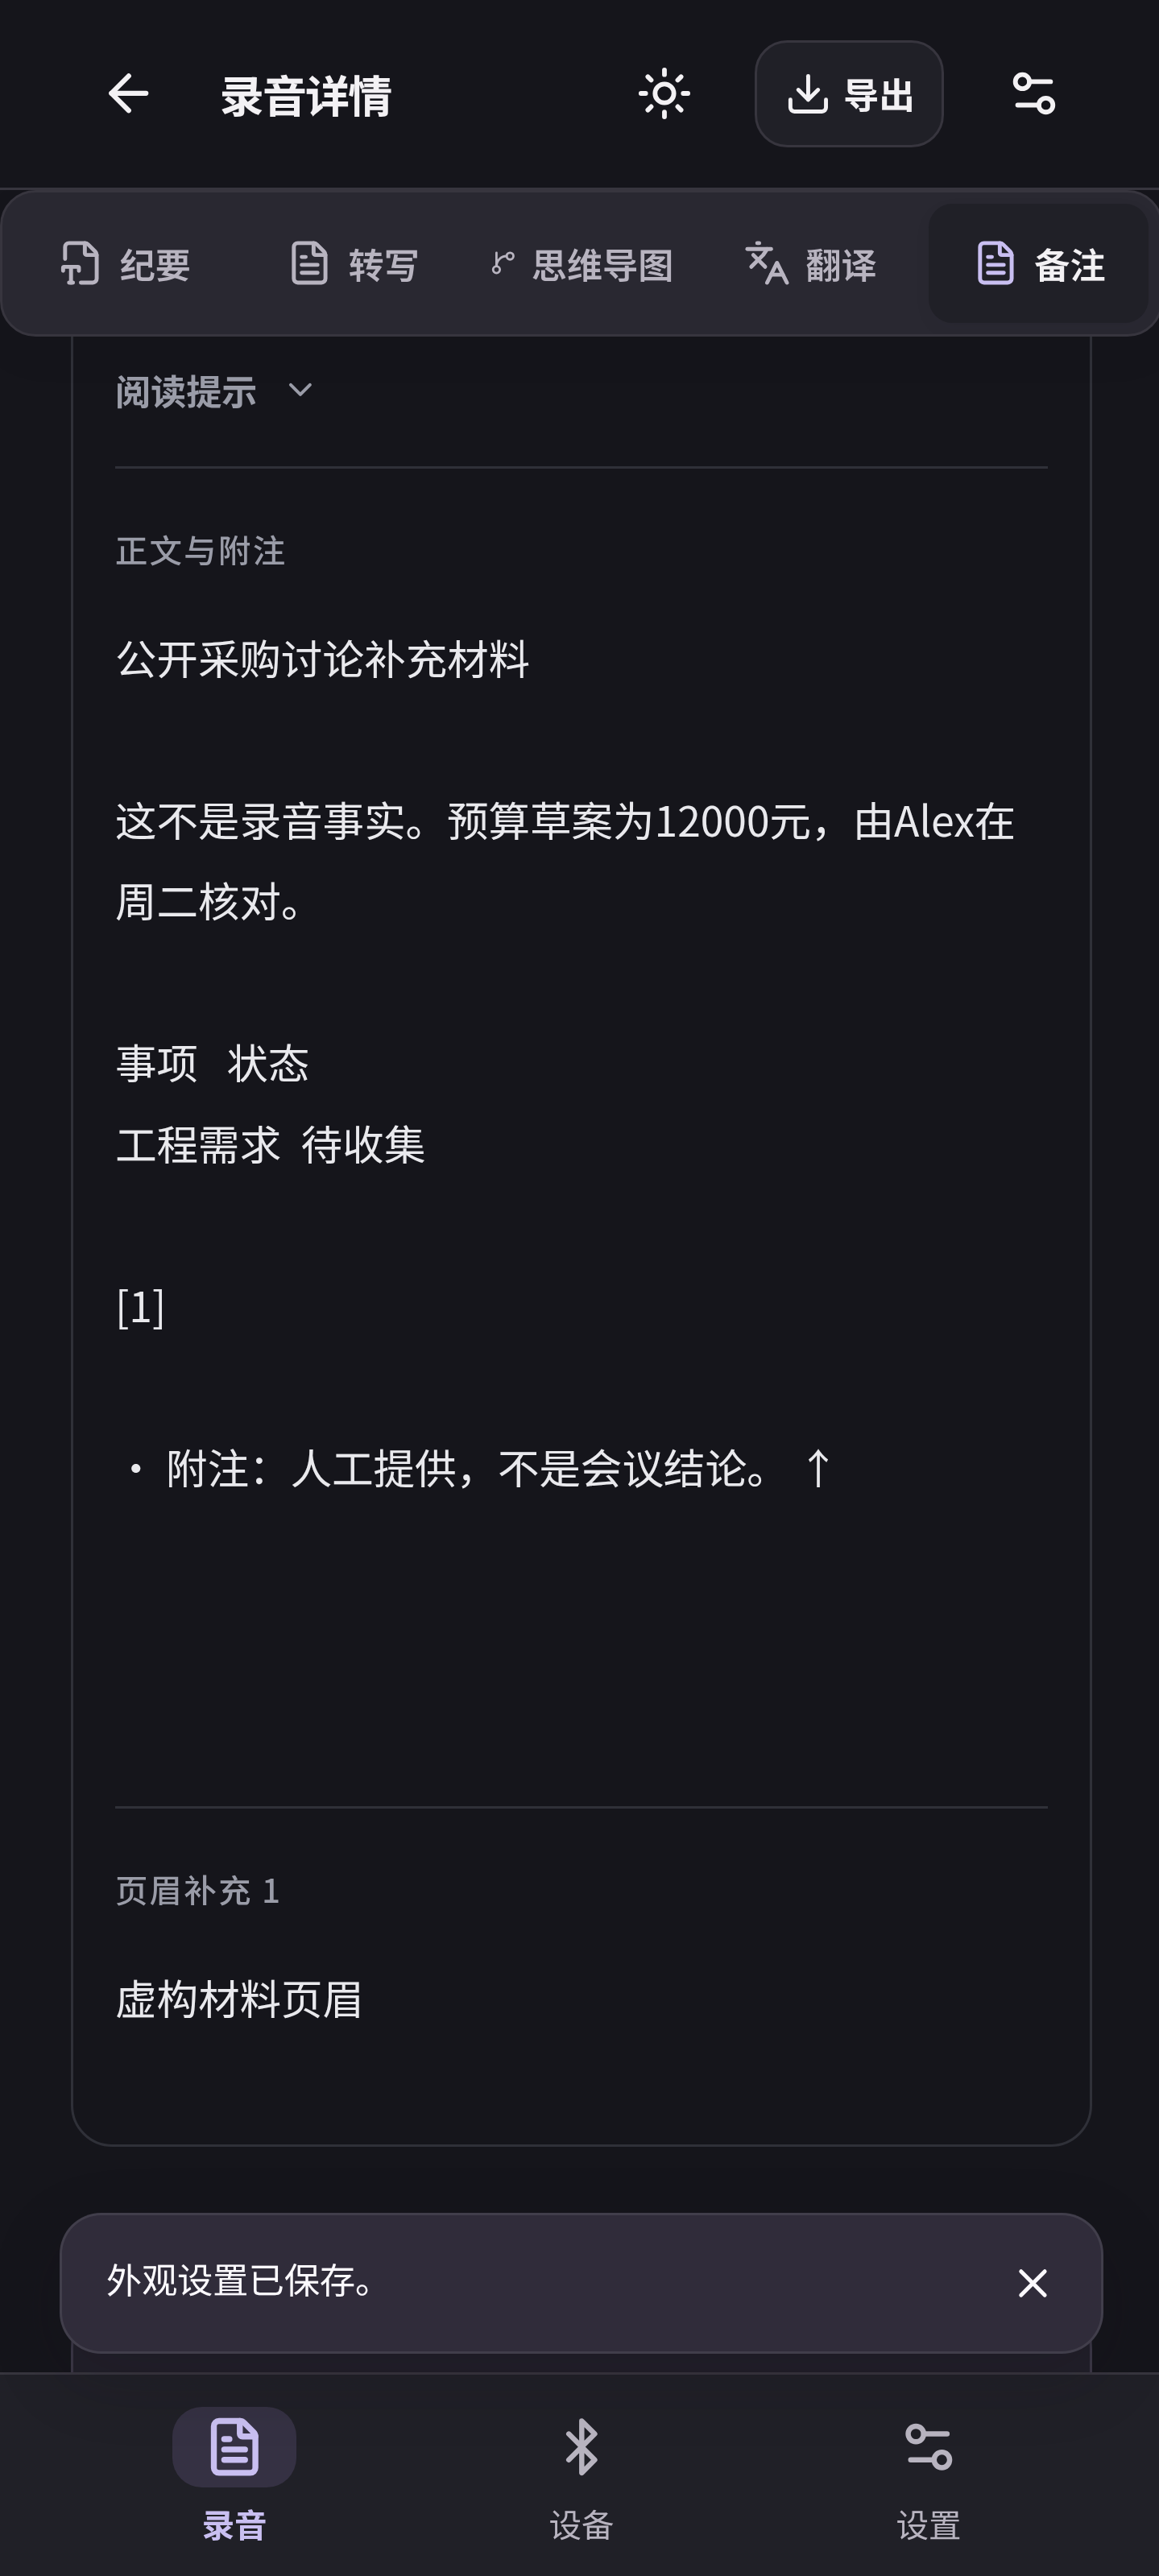 录音详情
导出
纪要
转写
思维导图
翻译
备注
阅读提示
正文与附注
公开采购讨论补充材料
这不是录音事实。预算草案为12000元，由Alex在
周二核对。
事项 状态
工程需求 待收集
[1]
• 附注：人工提供，不是会议结论。 ↑
页眉补充 1
虚构材料页眉
外观设置已保存。
录音
设备
设置